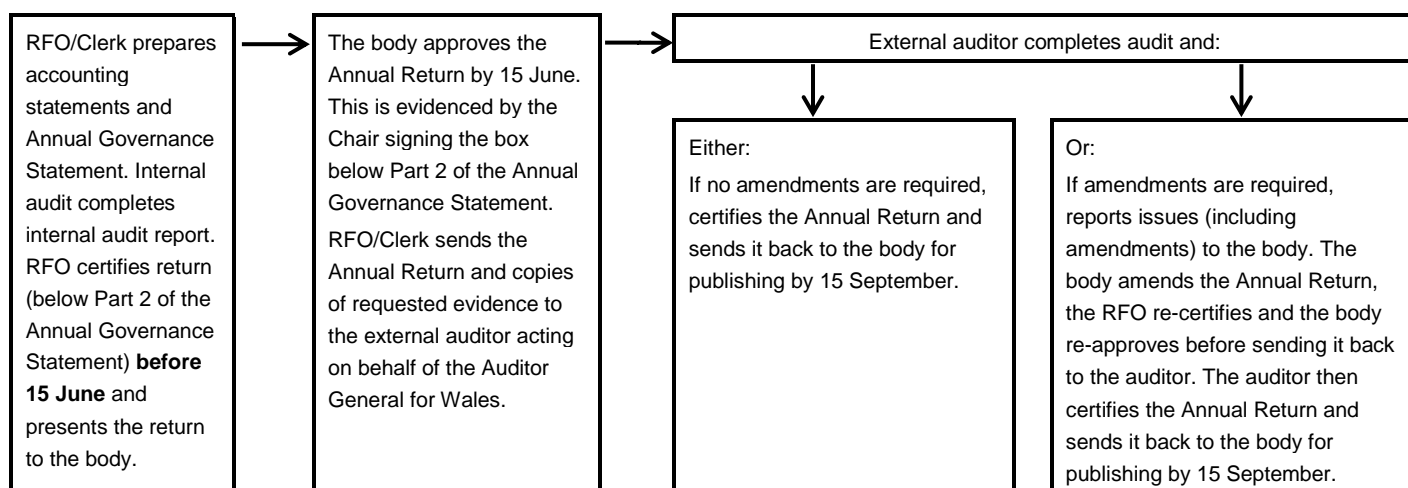 RFO/Clerk prepares
accounting
statements and
Annual Governance
Statement. Internal
audit completes
internal audit report.
RFO certifies return
(below Part 2 of the
Annual Governance
Statement) before
15 June and
presents the return
to the body.
The body approves the
Annual Return by 15 June.
This is evidenced by the
Chair signing the box
below Part 2 of the Annual
Governance Statement.
RFO/Clerk sends the
Annual Return and copies
of requested evidence to
the external auditor acting
on behalf of the Auditor
General for Wales.
External auditor completes audit and:
Either:
If no amendments are required,
certifies the Annual Return and
sends it back to the body for
publishing by 15 September.
Or:
If amendments are required,
reports issues (including
amendments) to the body. The
body amends the Annual Return,
the RFO re-certifies and the body
re-approves before sending it back
to the auditor. The auditor then
certifies the Annual Return and
sends it back to the body for
publishing by 15 September.